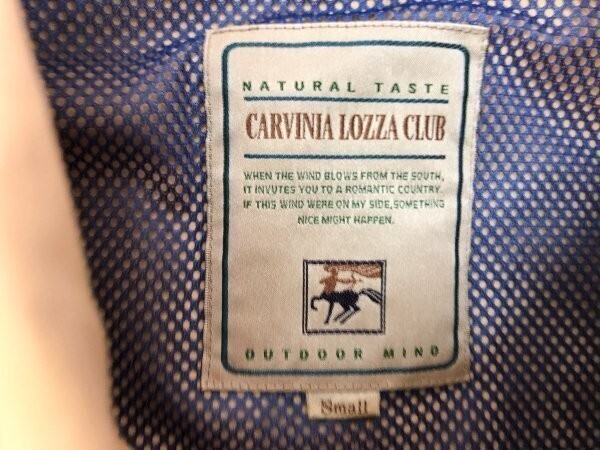 NATURAL TASTE
CARVINIA LOZZA CLUB
WHEN THE WIND BLOWS FROM THE SOUTH,
IT INVUTES YOU TO A ROMANTIC COUNTRY.
IF THIS WIND WERE ON MY SIDE,SOMETHING
NICE MIGHT HAPPEN.
OUTDOOR MIND
Small